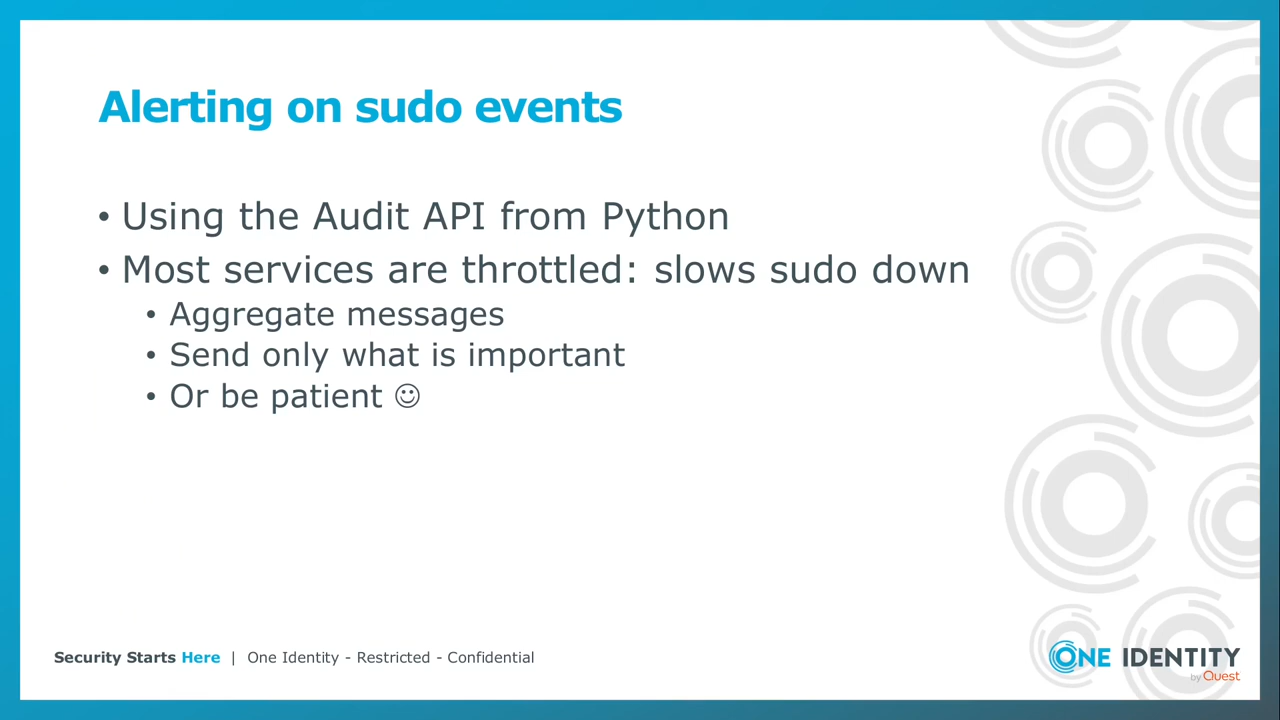 Alerting on sudo events
• Using the Audit API from Python
• Most services are throttled: slows sudo down
• Aggregate messages
• Send only what is important
• Or be patient ☺
Security Starts Here | One Identity - Restricted - Confidential
ONE IDENTITY
by Quest